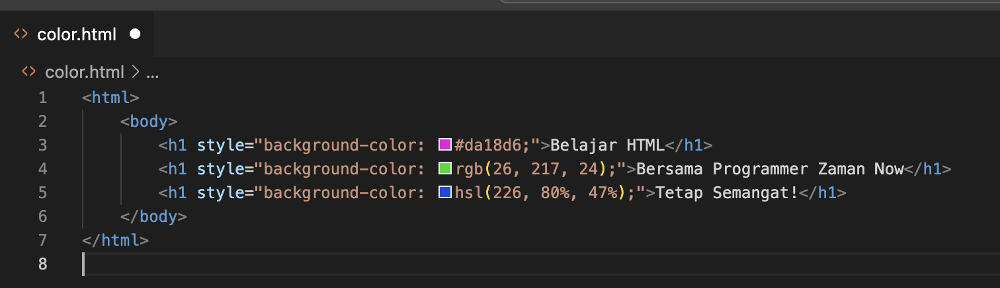 color.html
color.html > ...
1 <html>
2 <body>
3 <h1 style="background-color: #da18d6;">Belajar HTML</h1>
4 <h1 style="background-color: rgb(26, 217, 24);">Bersama Programmer Zaman Now</h1>
5 <h1 style="background-color: hsl(226, 80%, 47%);">Tetap Semangat!</h1>
6 </body>
7 </html>
8